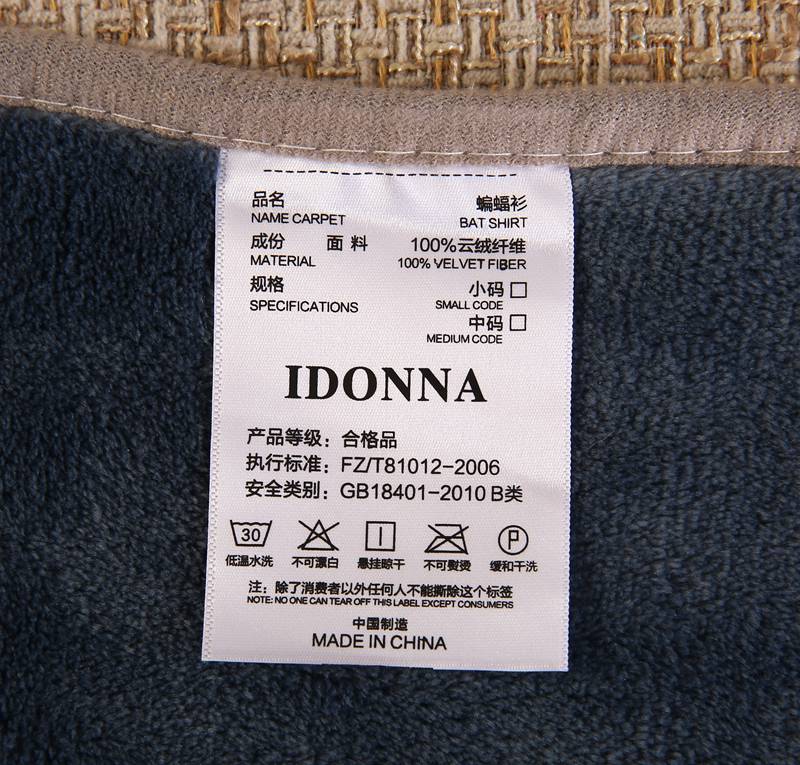 品名 蝙蝠衫
NAME CARPET BAT SHIRT
成份 面料 100%云绒纤维
MATERIAL 100% VELVET FIBER
规格 小码
SPECIFICATIONS SMALL CODE
中码
MEDIUM CODE
IDONNA
产品等级：合格品
执行标准：FZ/T81012-2006
安全类别：GB18401-2010 B类
30 P
低温水洗 不可漂白 悬挂晾干 不可熨烫 缓和干洗
注：除了消费者以外任何人不能撕除这个标签
NOTE: NO ONE CAN TEAR OFF THIS LABEL EXCEPT CONSUMERS
中国制造
MADE IN CHINA